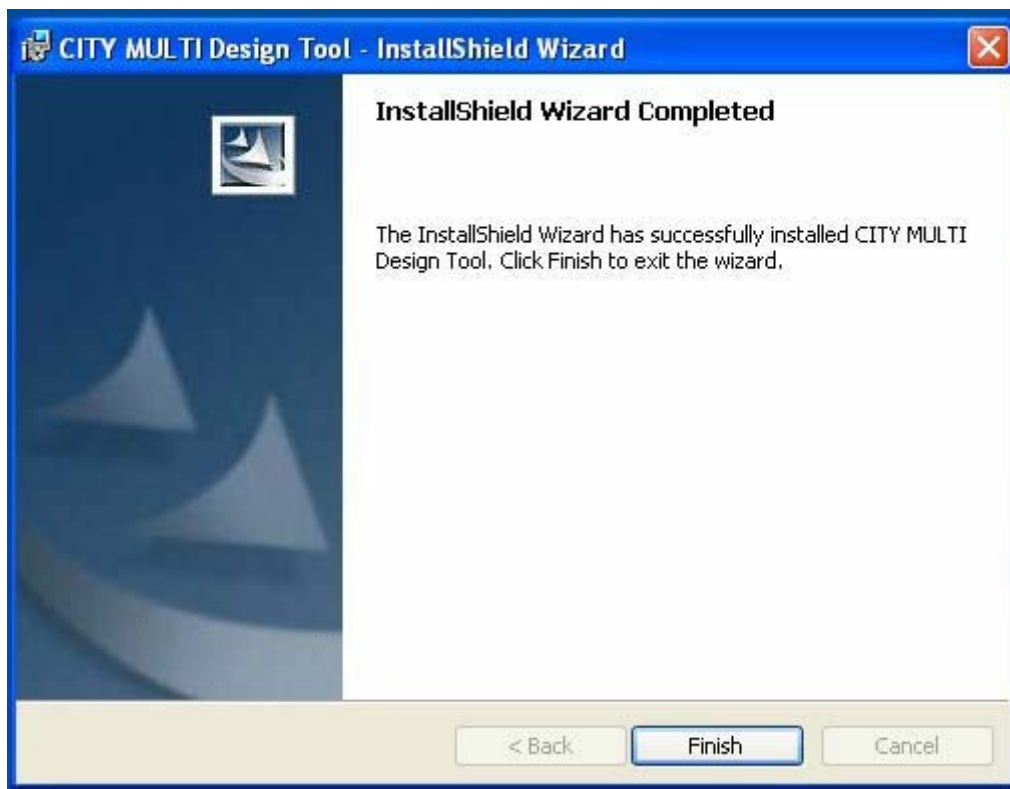 CITY MULTI Design Tool - InstallShield Wizard
InstallShield Wizard Completed
The InstallShield Wizard has successfully installed CITY MULTI
Design Tool. Click Finish to exit the wizard.
< Back Finish Cancel